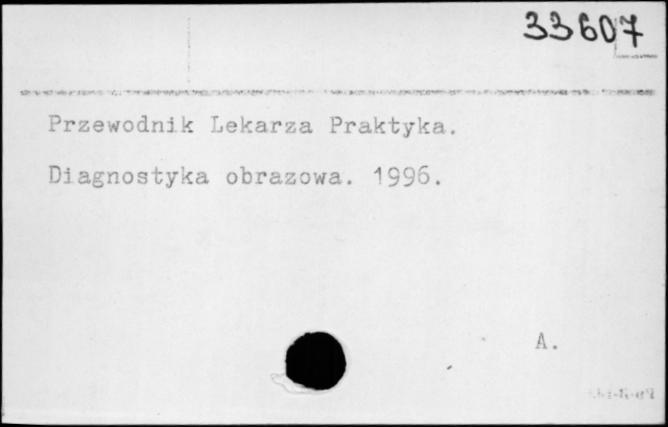 33607
Przewodnik Lekarza Praktyka.
Diagnostyka obrazowa. 1996.
A.